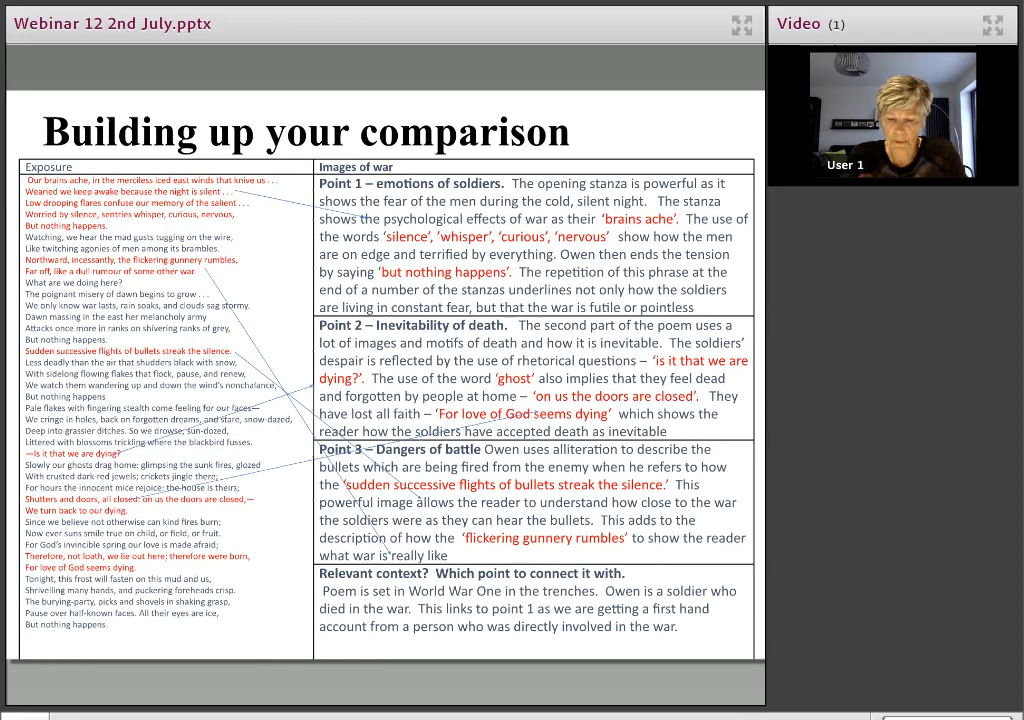 Webinar 12 2nd July.pptx
Video (1)
User 1
Building up your comparison
Exposure
Our brains ache, in the merciless iced east winds that knive us . . .
Wearied we keep awake because the night is silent . . .
Low drooping flares confuse our memory of the salient . . .
Worried by silence, sentries whisper, curious, nervous,
But nothing happens.
Watching, we hear the mad gusts tugging on the wire,
Like twitching agonies of men among its brambles.
Northward, incessantly, the flickering gunnery rumbles,
Far off, like a dull rumour of some other war.
What are we doing here?
The poignant misery of dawn begins to grow . . .
We only know war lasts, rain soaks, and clouds sag stormy.
Dawn massing in the east her melancholy army
Attacks once more in ranks on shivering ranks of grey,
But nothing happens.
Sudden successive flights of bullets streak the silence.
Less deadly than the air that shudders black with snow,
With sidelong flowing flakes that flock, pause, and renew,
We watch them wandering up and down the wind's nonchalance,
But nothing happens
Pale flakes with fingering stealth come feeling for our faces—
We cringe in holes, back on forgotten dreams, and stare, snow-dazed,
Deep into grassier ditches. So we drowse, sun-dozed,
Littered with blossoms trickling where the blackbird fusses.
—Is it that we are dying?
Slowly our ghosts drag home: glimpsing the sunk fires, glozed
With crusted dark-red jewels; crickets jingle there;
For hours the innocent mice rejoice: the house is theirs;
Shutters and doors, all closed: on us the doors are closed,—
We turn back to our dying.
Since we believe not otherwise can kind fires burn;
Now ever suns smile true on child, or field, or fruit.
For God's invincible spring our love is made afraid;
Therefore, not loath, we lie out here; therefore were born,
For love of God seems dying.
Tonight, this frost will fasten on this mud and us,
Shrivelling many hands, and puckering foreheads crisp.
The burying-party, picks and shovels in shaking grasp,
Pause over half-known faces. All their eyes are ice,
But nothing happens.
Images of war
Point 1 – emotions of soldiers. The opening stanza is powerful as it
shows the fear of the men during the cold, silent night. The stanza
shows the psychological effects of war as their 'brains ache'. The use of
the words 'silence', 'whisper', 'curious', 'nervous' show how the men
are on edge and terrified by everything. Owen then ends the tension
by saying 'but nothing happens'. The repetition of this phrase at the
end of a number of the stanzas underlines not only how the soldiers
are living in constant fear, but that the war is futile or pointless
Point 2 – Inevitability of death. The second part of the poem uses a
lot of images and motifs of death and how it is inevitable. The soldiers'
despair is reflected by the use of rhetorical questions – 'is it that we are
dying?'. The use of the word 'ghost' also implies that they feel dead
and forgotten by people at home – 'on us the doors are closed'. They
have lost all faith – 'For love of God seems dying' which shows the
reader how the soldiers have accepted death as inevitable
Point 3 – Dangers of battle Owen uses alliteration to describe the
bullets which are being fired from the enemy when he refers to how
the 'sudden successive flights of bullets streak the silence.' This
powerful image allows the reader to understand how close to the war
the soldiers were as they can hear the bullets. This adds to the
description of how the 'flickering gunnery rumbles' to show the reader
what war is really like
Relevant context? Which point to connect it with.
Poem is set in World War One in the trenches. Owen is a soldier who
died in the war. This links to point 1 as we are getting a first hand
account from a person who was directly involved in the war.